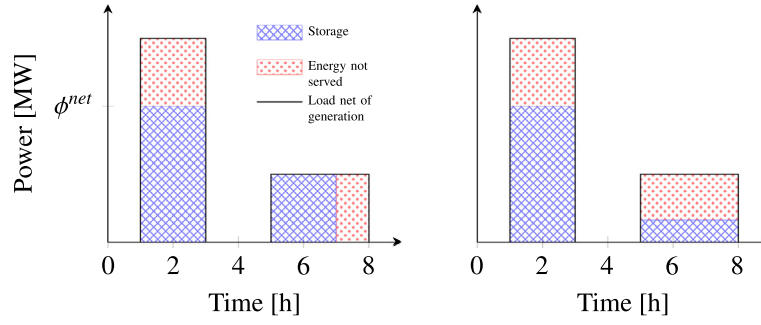 Power [MW]
ϕ^net
Storage
Energy not
served
Load net of
generation
0 2 4 6 8
Time [h]
0 2 4 6 8
Time [h]